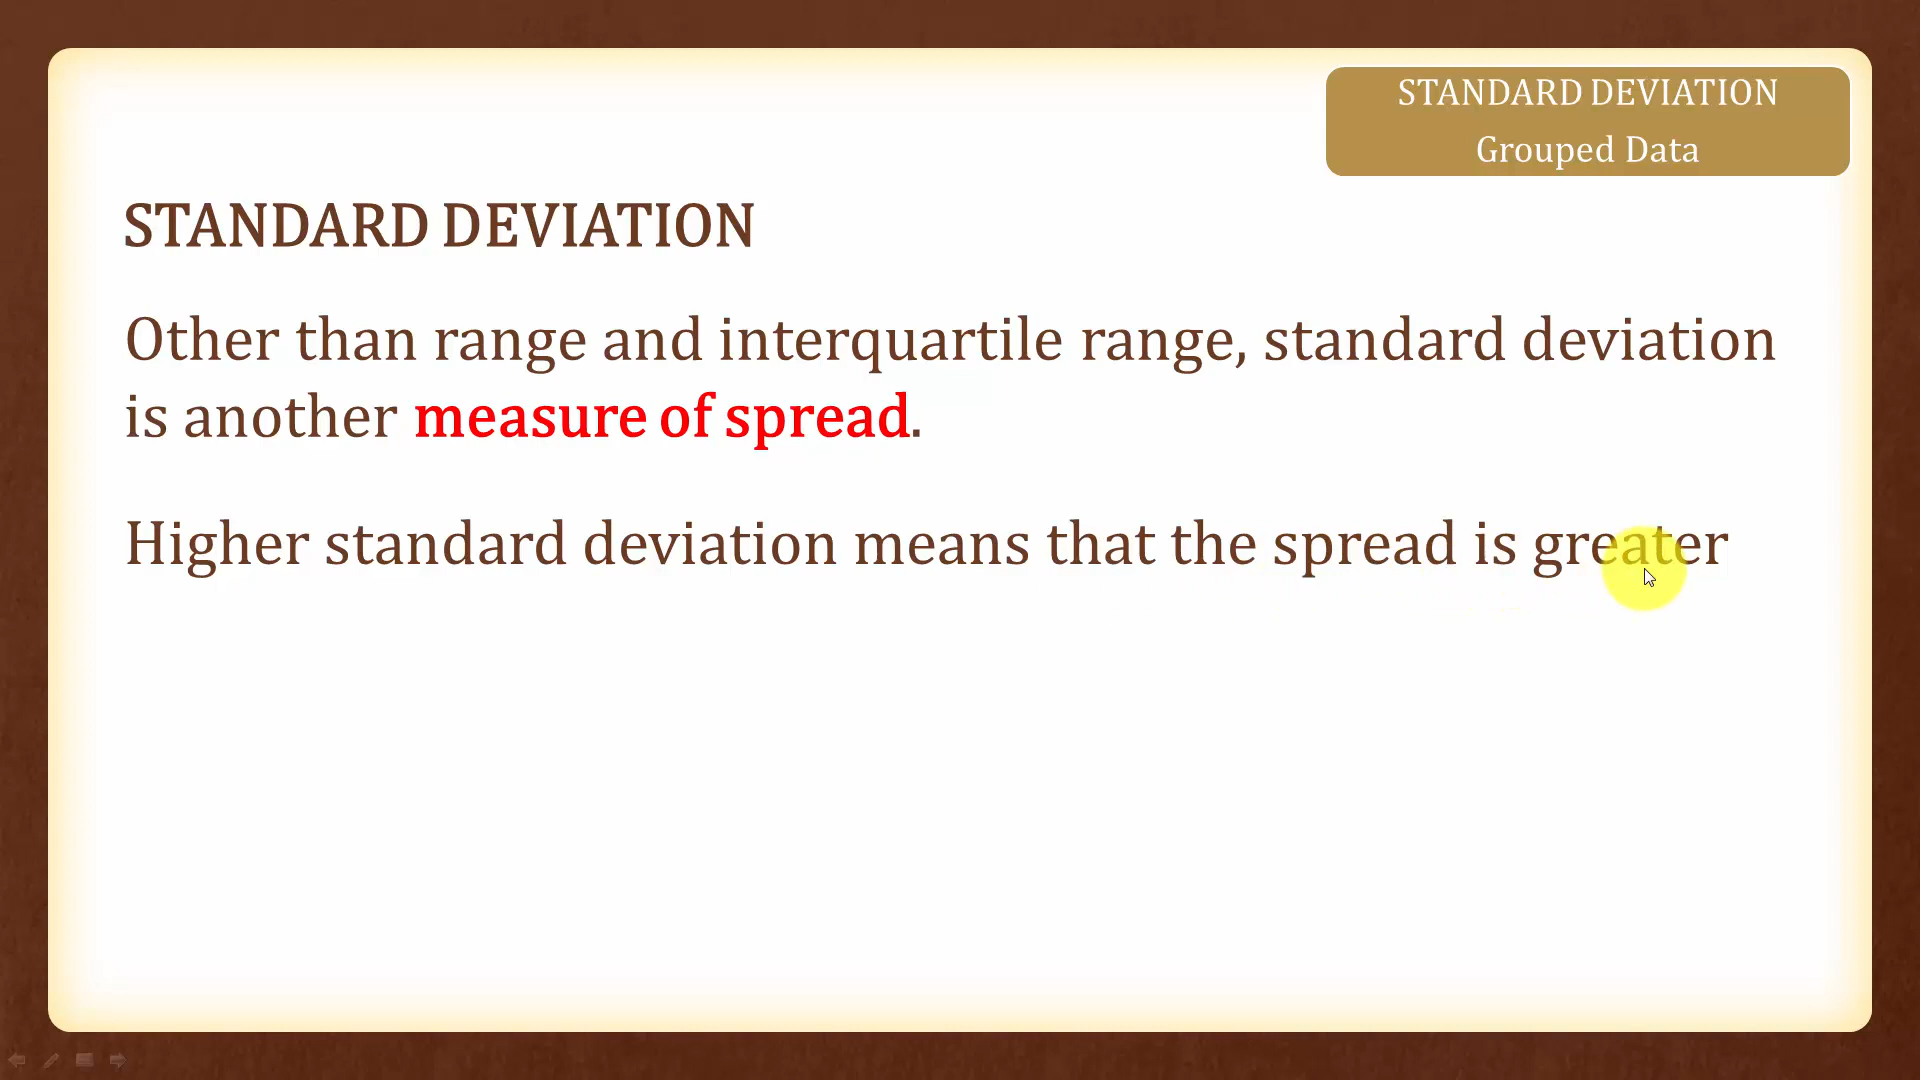 STANDARD DEVIATION
Grouped Data
STANDARD DEVIATION
Other than range and interquartile range, standard deviation
is another measure of spread.
Higher standard deviation means that the spread is greater